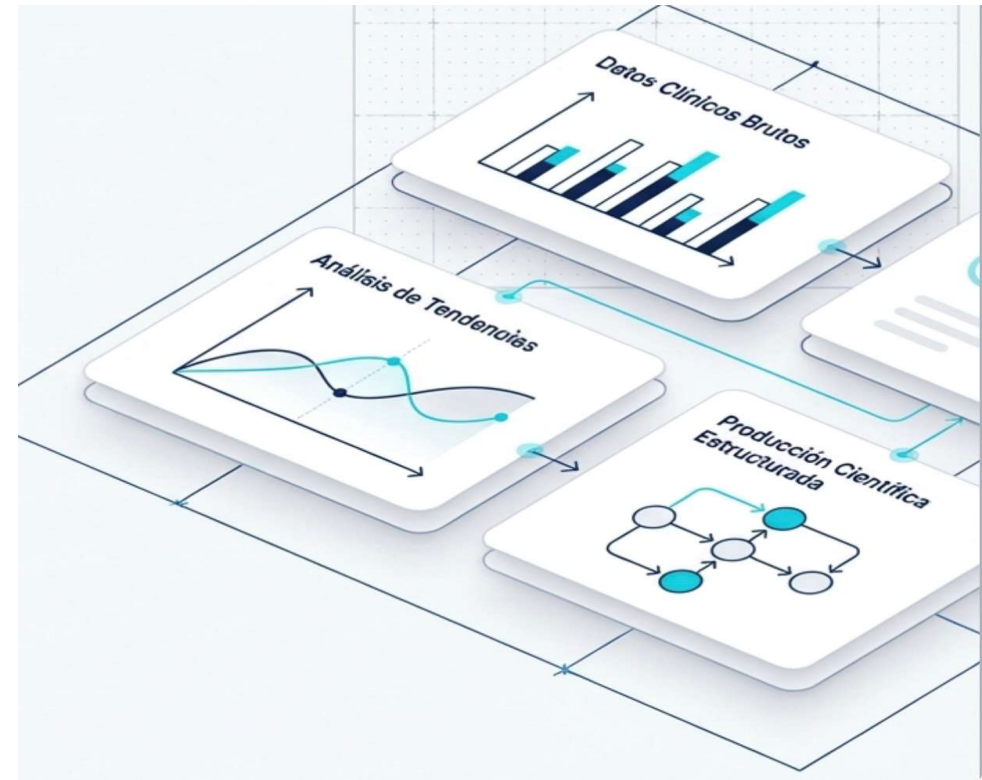 Datos Clínicos Brutos
Análisis de Tendencias
Producción Científica
Estructurada